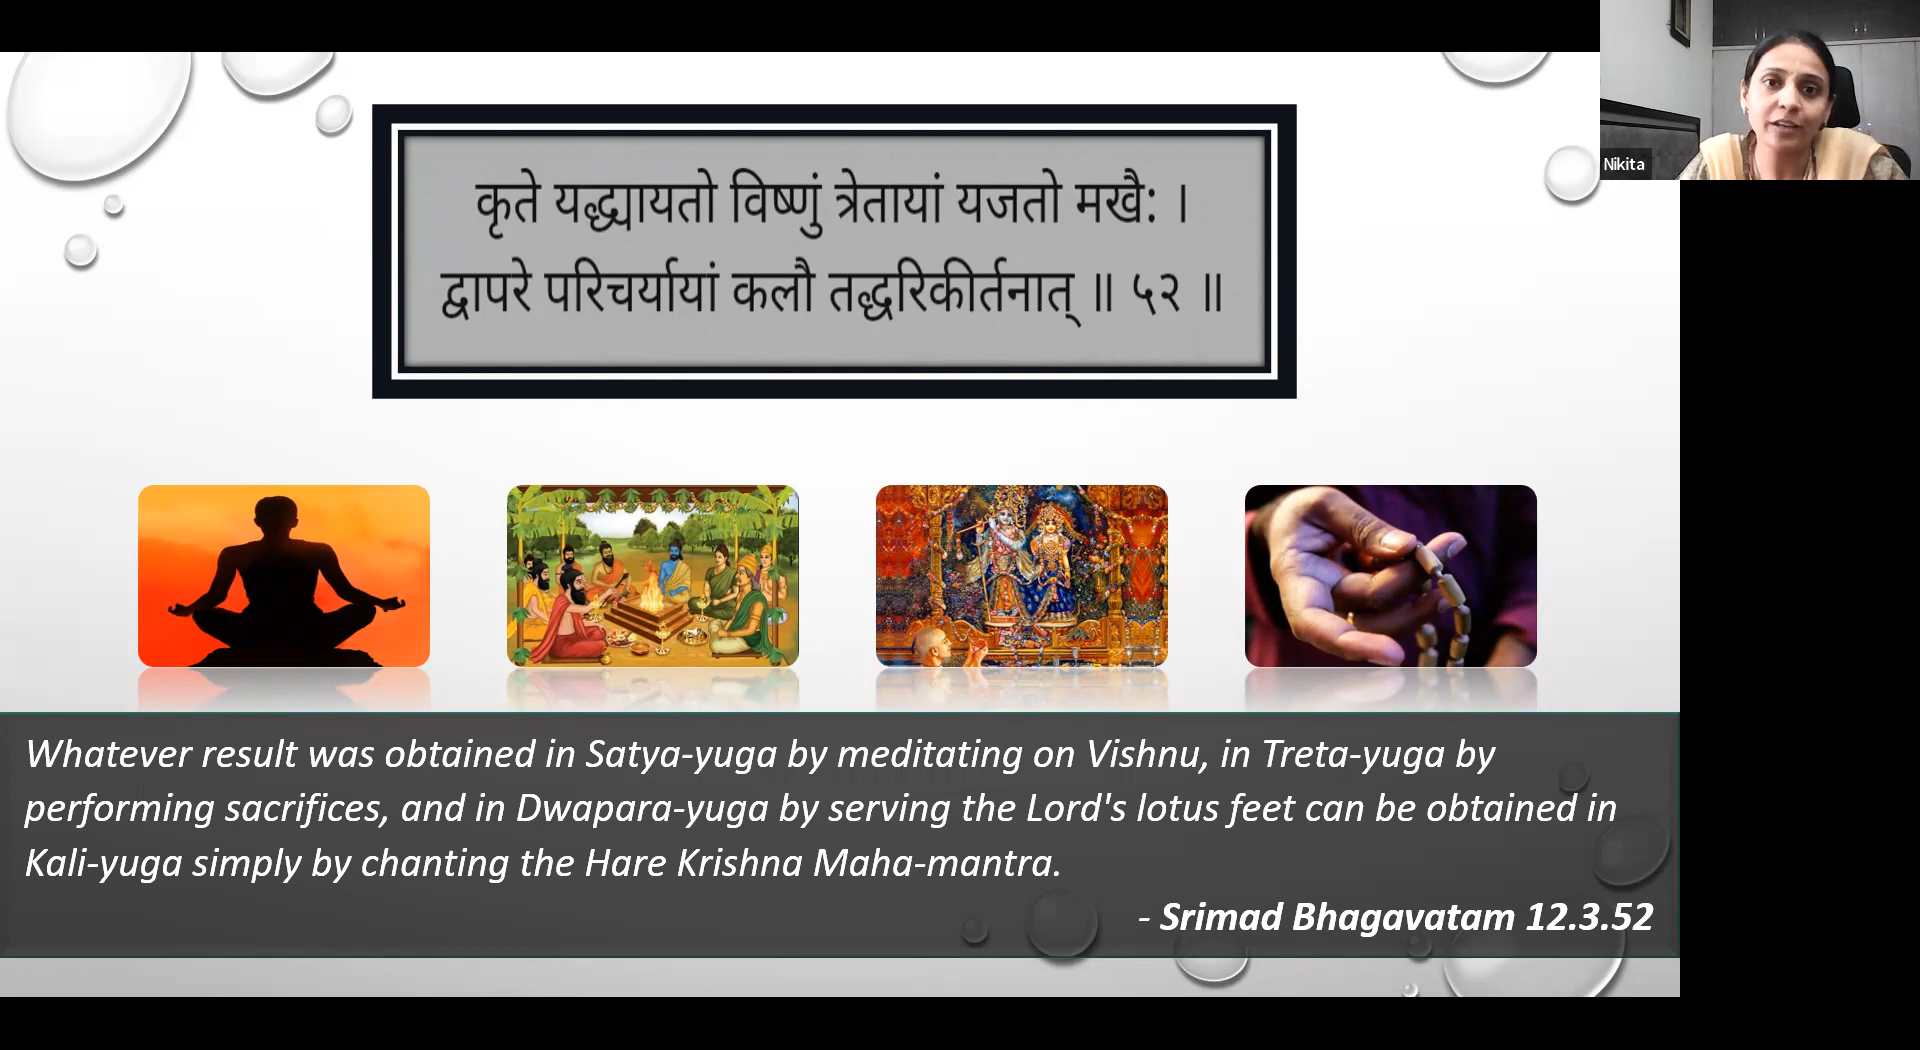 कृते यद्ध्यायतो विष्णुं त्रेतायां यजतो मखै: ।
द्वापरे परिचर्यायां कलौ तद्धरिकीर्तनात् ॥ ५२ ॥
Whatever result was obtained in Satya-yuga by meditating on Vishnu, in Treta-yuga by
performing sacrifices, and in Dwapara-yuga by serving the Lord's lotus feet can be obtained in
Kali-yuga simply by chanting the Hare Krishna Maha-mantra.
- Srimad Bhagavatam 12.3.52
Nikita